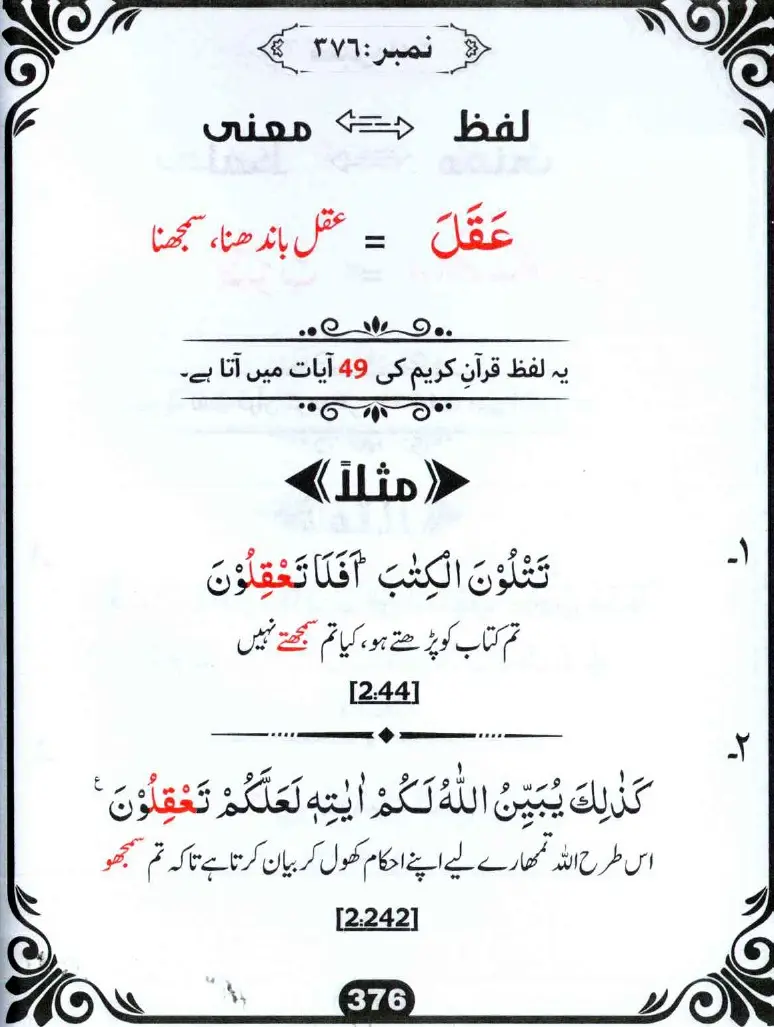 نمبر: ۳۷۶
لفظ ⇐⇒ معنی
عَقَلَ = عقل باندھنا، سمجھنا
یہ لفظ قرآنِ کریم کی 49 آیات میں آتا ہے۔
مثلاً
۱۔
تَتْلُوْنَ الْكِتٰبَ ؕ اَفَلَا تَعْقِلُوْنَ
تم کتاب کو پڑھتے ہو، کیا تم سمجھتے نہیں
[2:44]
۲۔
كَذٰلِكَ يُبَيِّنُ اللّٰهُ لَكُمْ اٰيٰتِهٖ لَعَلَّكُمْ تَعْقِلُوْنَ ۧ
اس طرح اللہ تمھارے لیے اپنے احکام کھول کر بیان کرتا ہے تاکہ تم سمجھو
[2:242]
376